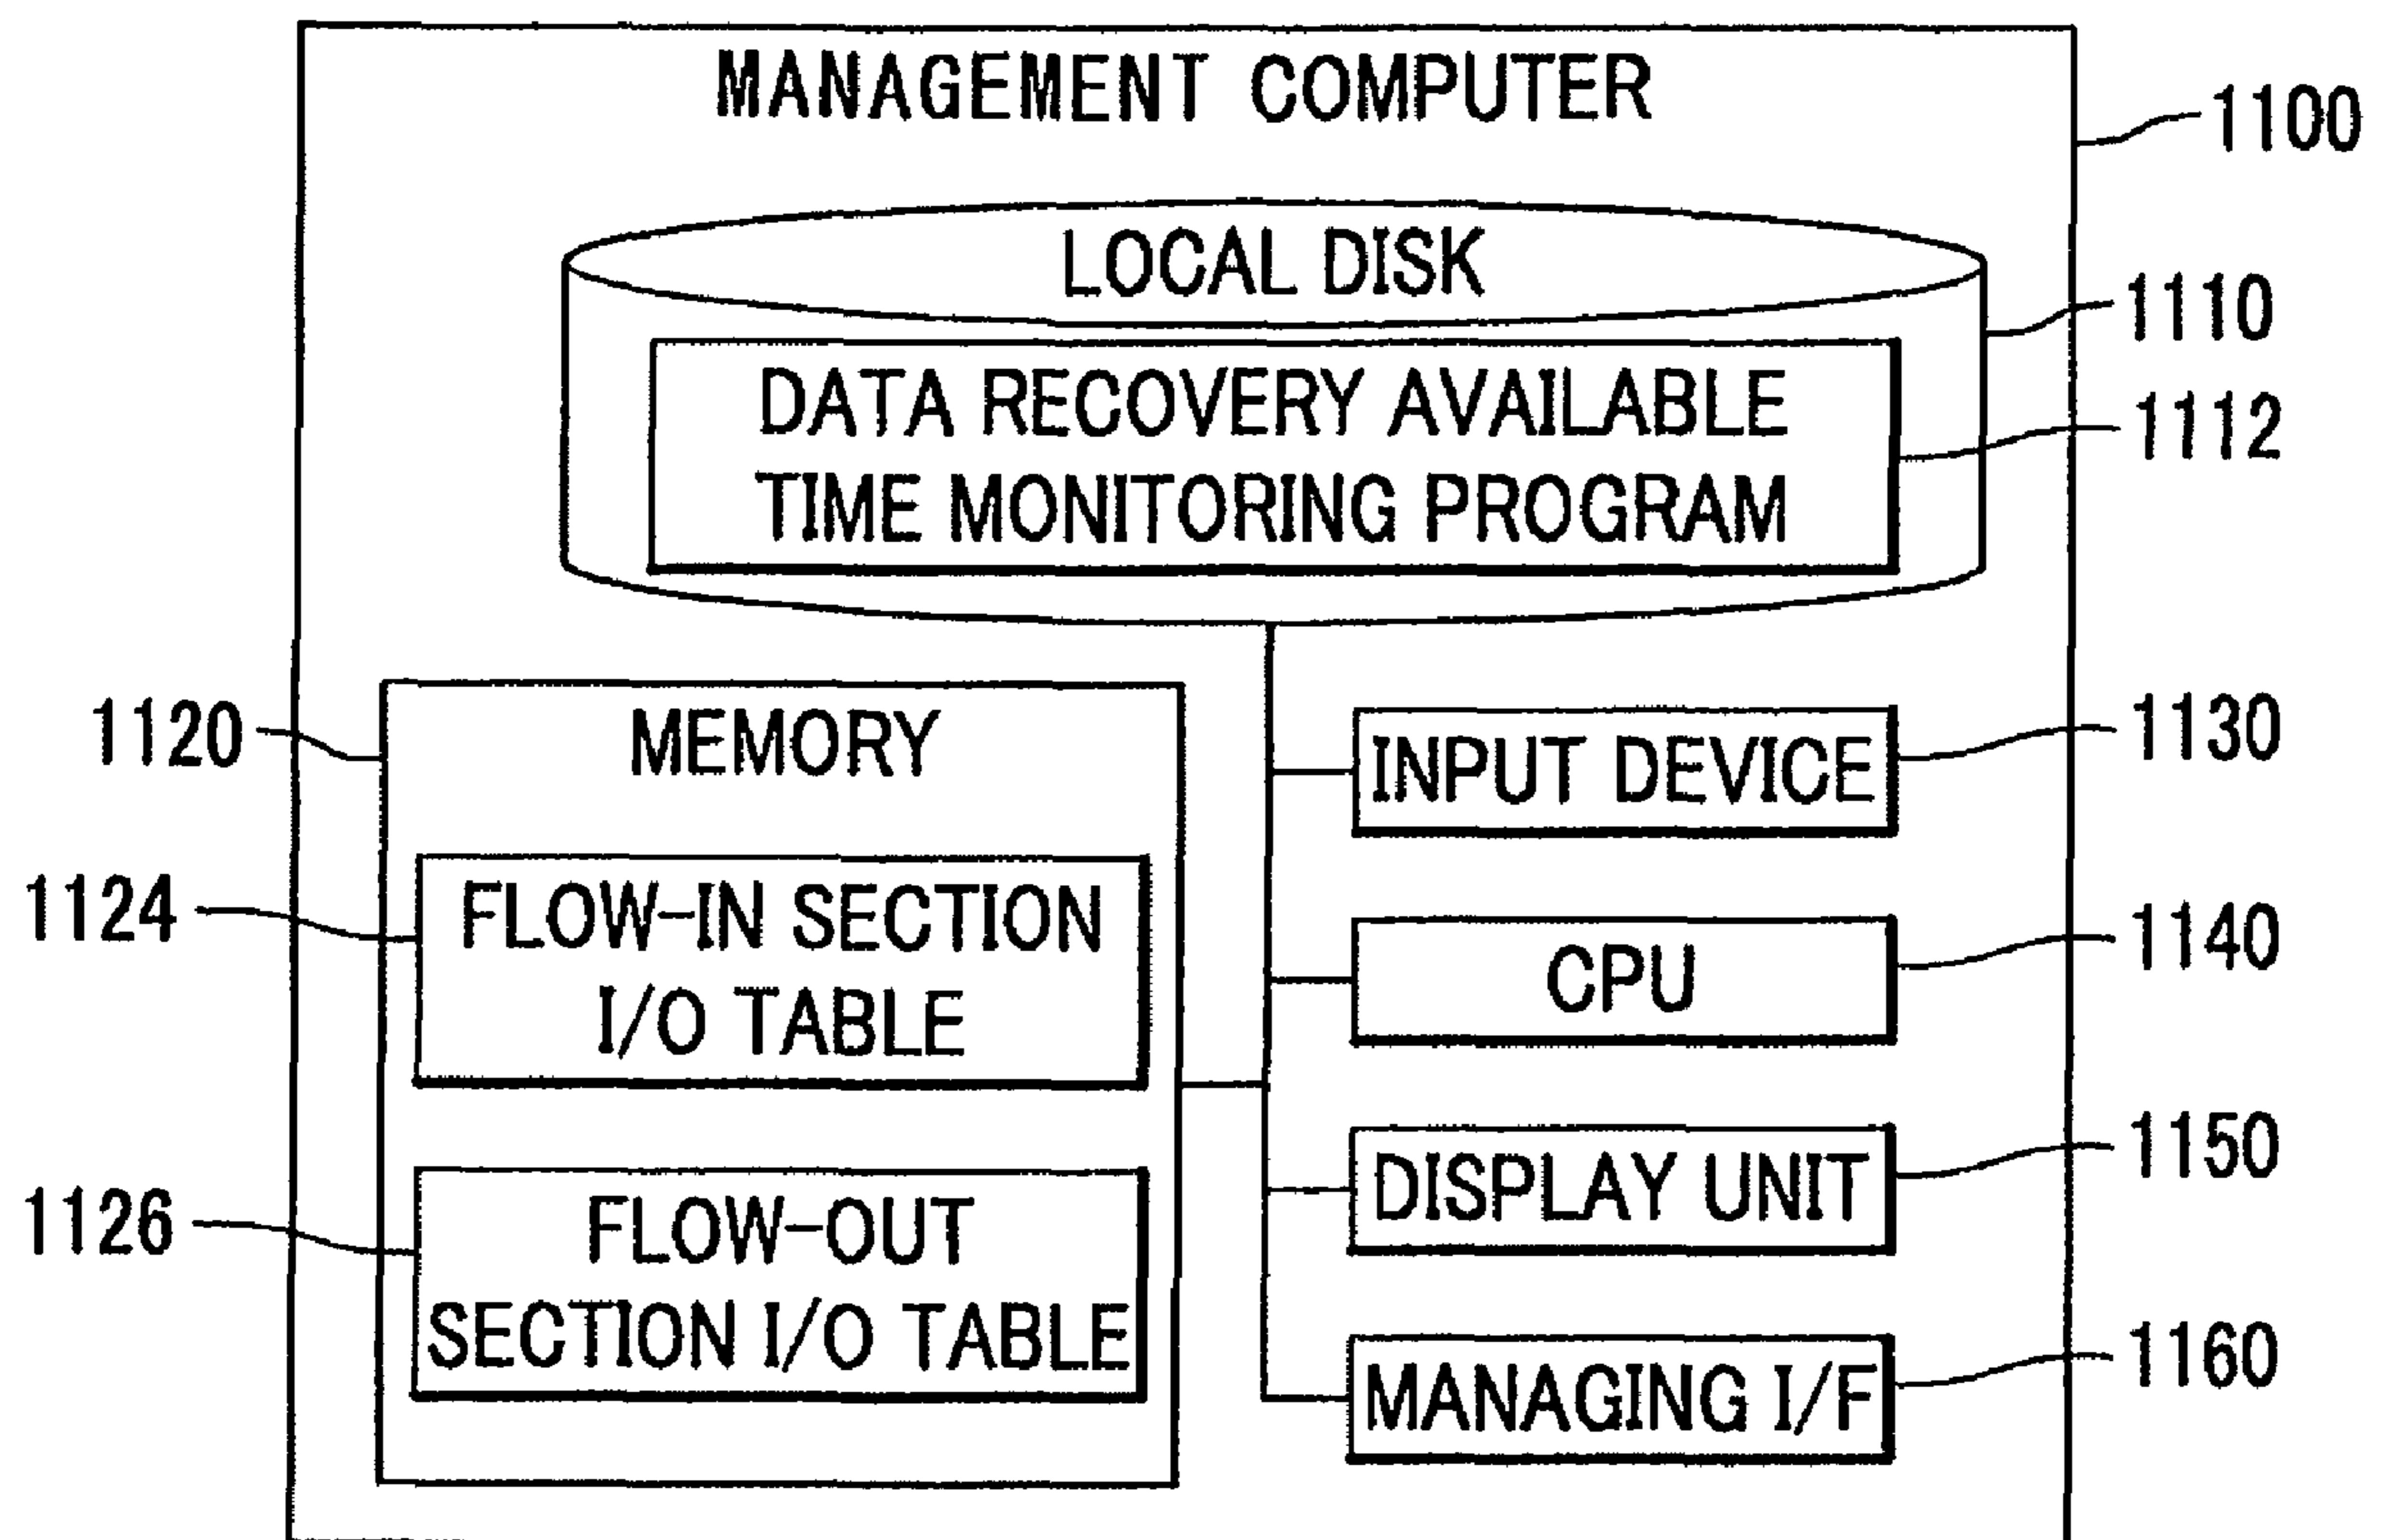 MANAGEMENT COMPUTER
1100
LOCAL DISK
1110
DATA RECOVERY AVAILABLE
TIME MONITORING PROGRAM
1112
1120
MEMORY
1124
FLOW-IN SECTION
I/O TABLE
1126
FLOW-OUT
SECTION I/O TABLE
INPUT DEVICE
1130
CPU
1140
DISPLAY UNIT
1150
MANAGING I/F
1160